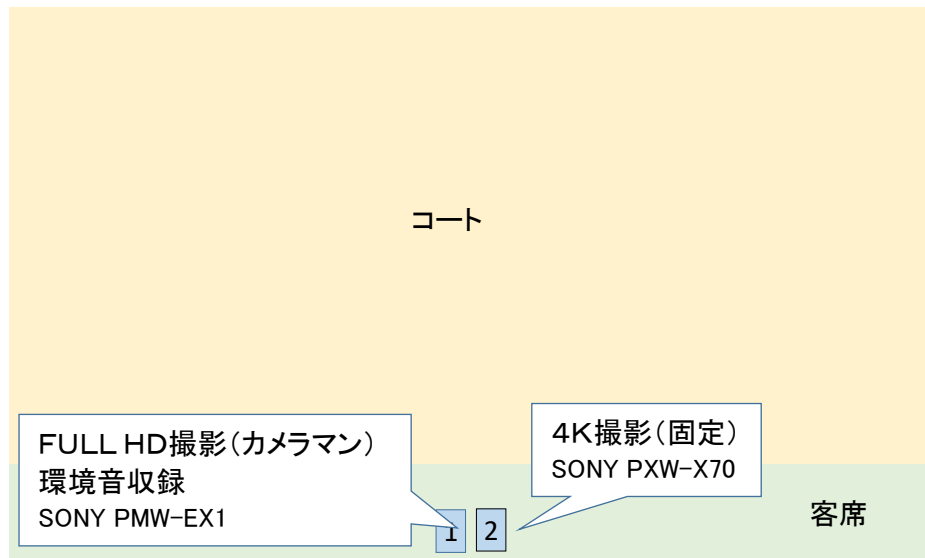 コート
FULL HD撮影(カメラマン)
環境音収録
SONY PMW-EX1
4K撮影(固定)
SONY PXW-X70
1
2
客席